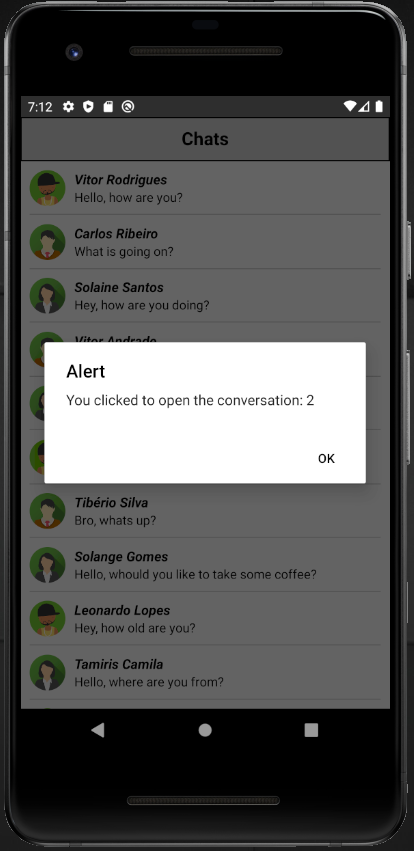 7:12
Chats
Vitor Rodrigues
Hello, how are you?
Carlos Ribeiro
What is going on?
Solaine Santos
Hey, how are you doing?
Vitor Andrade
Alert
You clicked to open the conversation: 2
OK
Tibério Silva
Bro, whats up?
Solange Gomes
Hello, whould you like to take some coffee?
Leonardo Lopes
Hey, how old are you?
Tamiris Camila
Hello, where are you from?